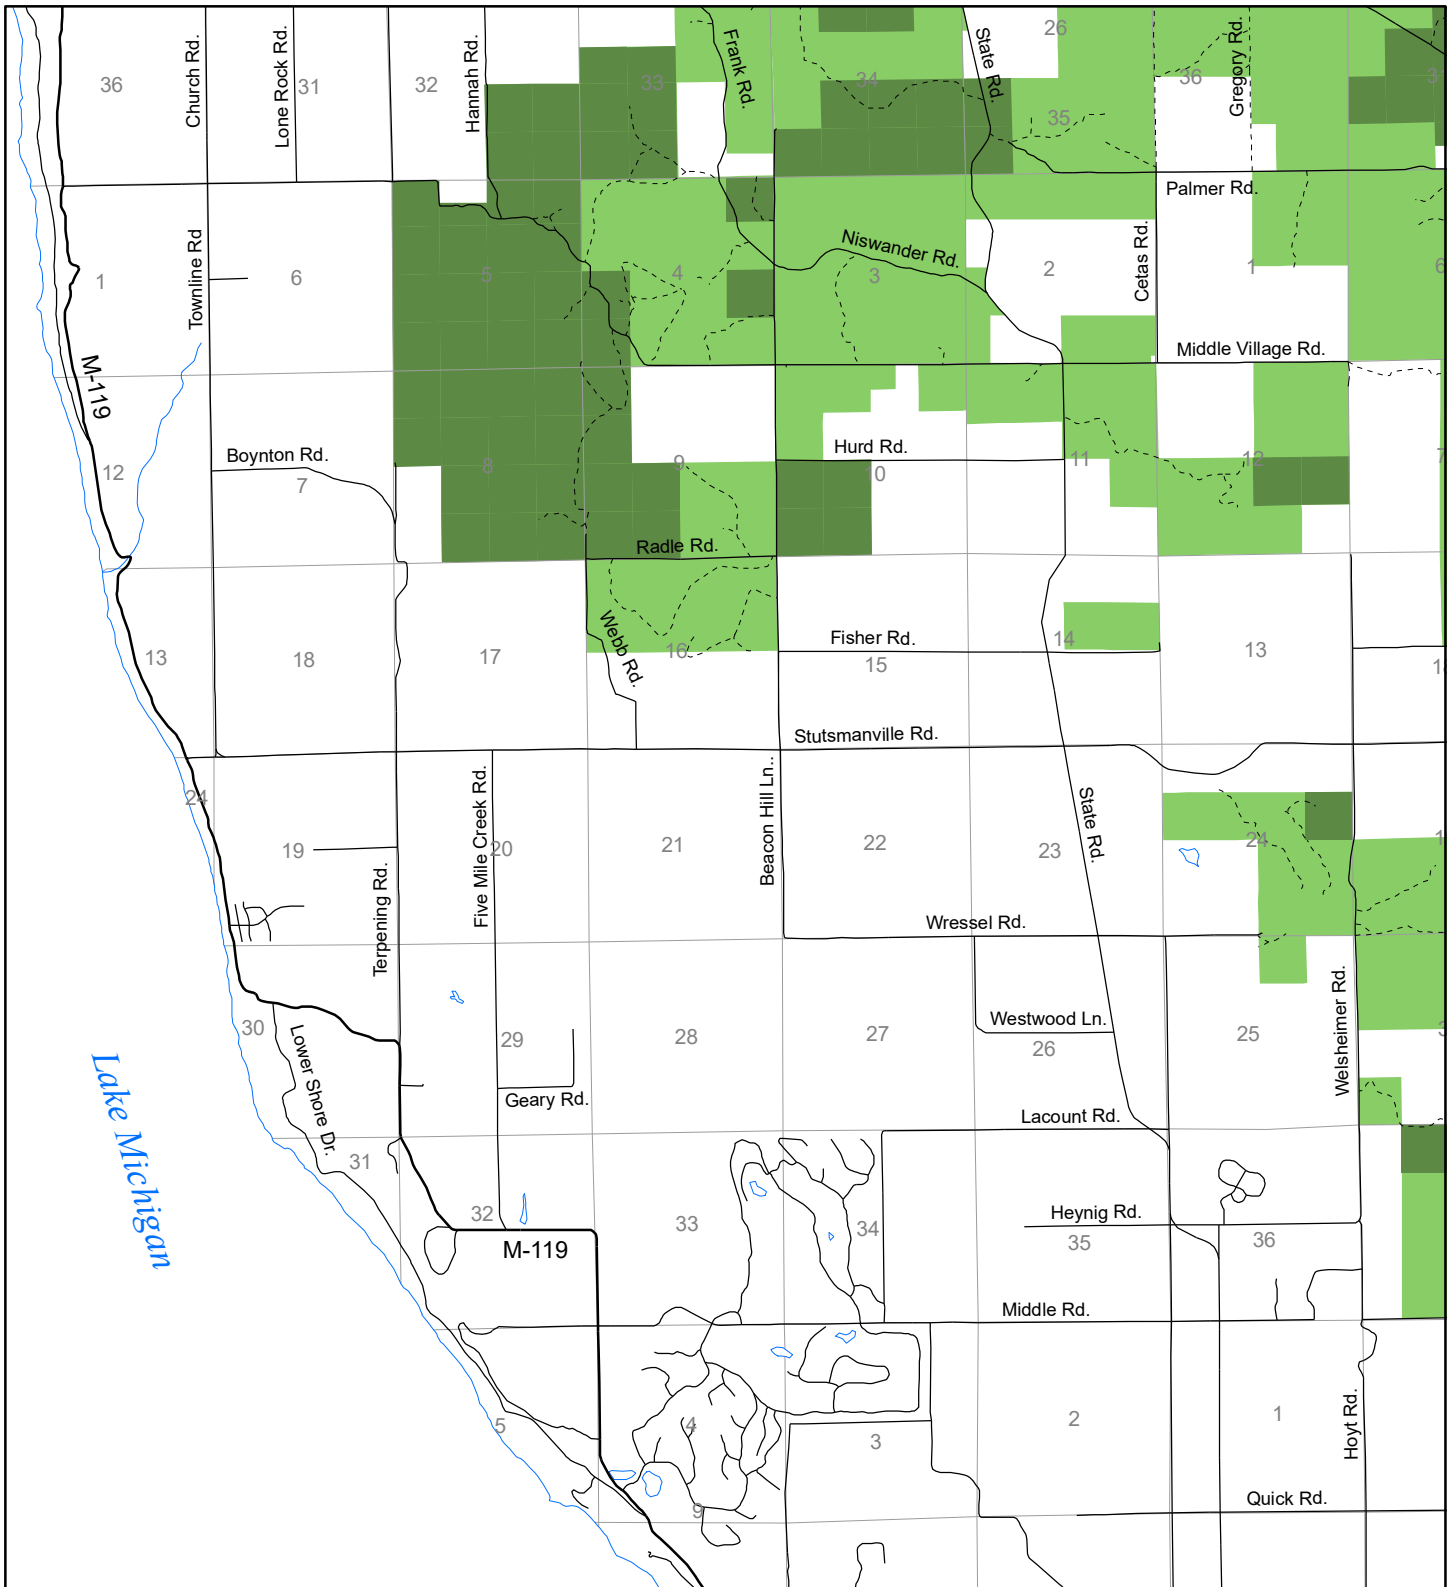 26
36
Church Rd.
Lone Rock Rd.
31
32
Hannah Rd.
33
Frank Rd.
34
State Rd.
35
36
Gregory Rd.
Palmer Rd.
1
Townline Rd
6
5
4
Niswander Rd.
3
2
Cetas Rd.
1
6
Middle Village Rd.
M-119
12
Boynton Rd.
7
8
9
Hurd Rd.
10
11
12
7
Radle Rd.
13
18
17
Webb Rd.
16
Fisher Rd.
15
14
13
Stutsmanville Rd.
24
19
Terpening Rd.
Five Mile Creek Rd.
20
21
Beacon Hill Ln..
22
23
State Rd.
24
Wressel Rd.
30
Lower Shore Dr.
29
28
27
Westwood Ln.
26
25
Welsheimer Rd.
Geary Rd.
Lacount Rd.
Lake Michigan
31
32
33
34
Heynig Rd.
35
36
M-119
Middle Rd.
5
4
3
2
1
Hoyt Rd.
9
Quick Rd.